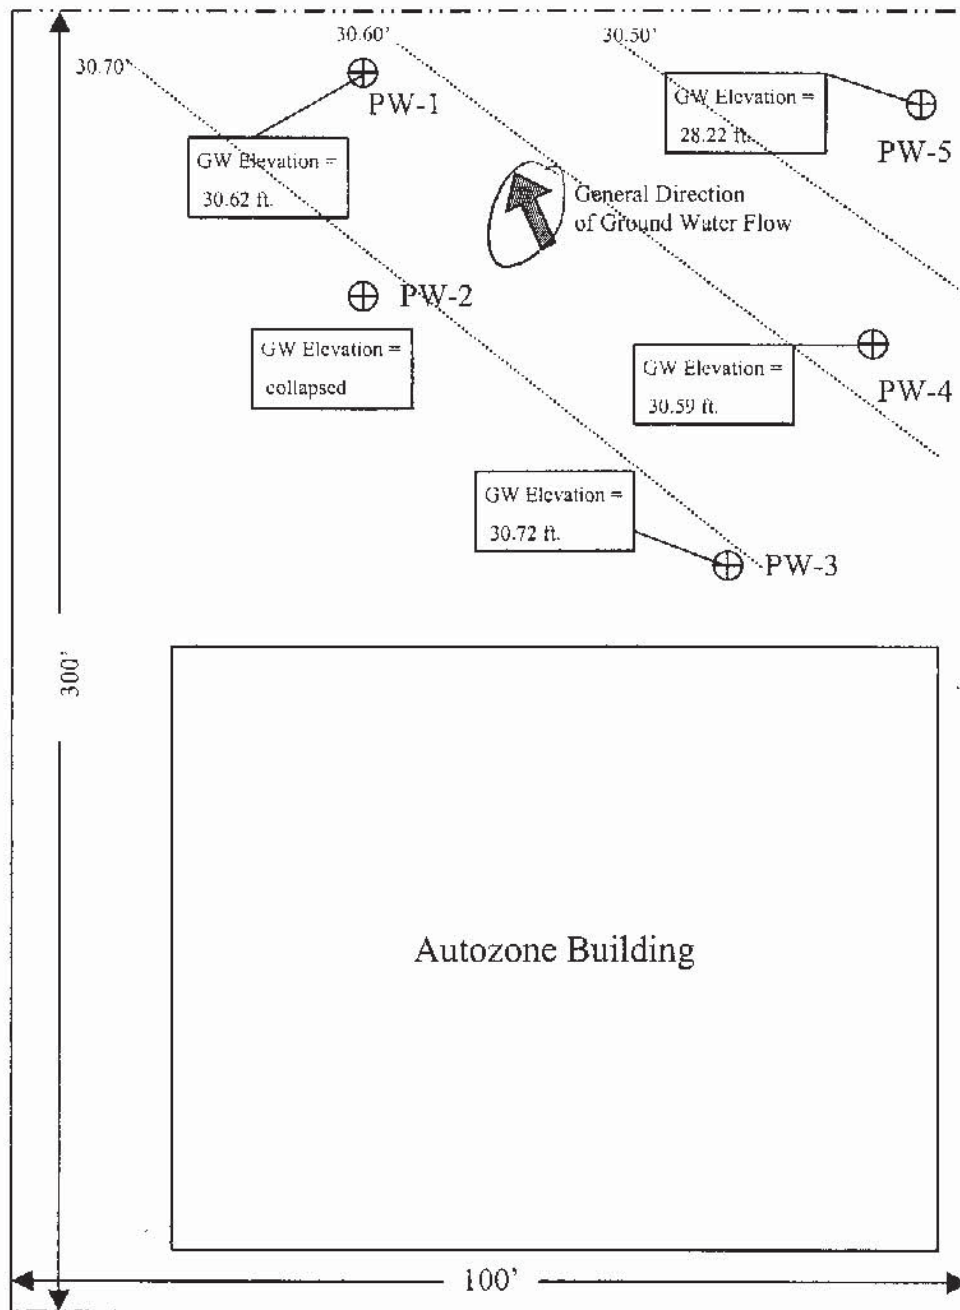 30.60'
30.50'
30.70'
PW-1
GW Elevation =
28.22 ft.
PW-5
GW Elevation =
30.62 ft.
General Direction
of Ground Water Flow
PW-2
GW Elevation =
collapsed
GW Elevation =
30.59 ft.
PW-4
GW Elevation =
30.72 ft.
PW-3
300'
Autozone Building
100'